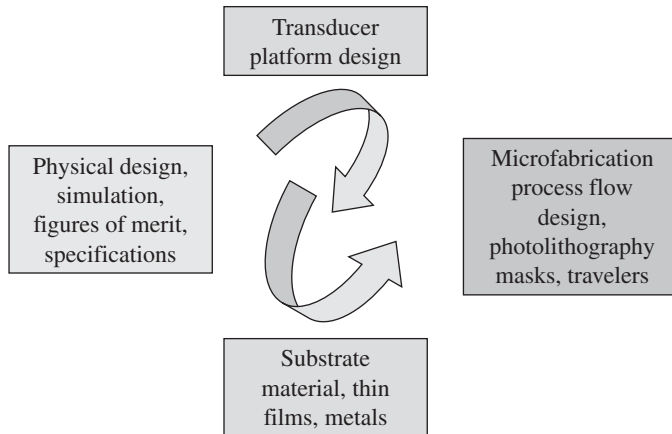 Transducer
platform design
Physical design,
simulation,
figures of merit,
specifications
Microfabrication
process flow
design,
photolithography
masks, travelers
Substrate
material, thin
films, metals